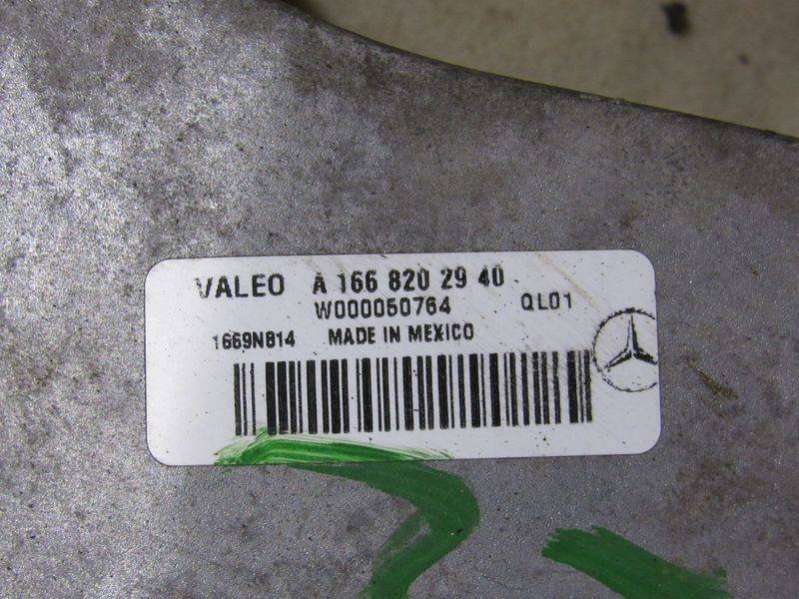 VALEO A 166 820 29 40
W000050764 QL01
1669N814 MADE IN MEXICO